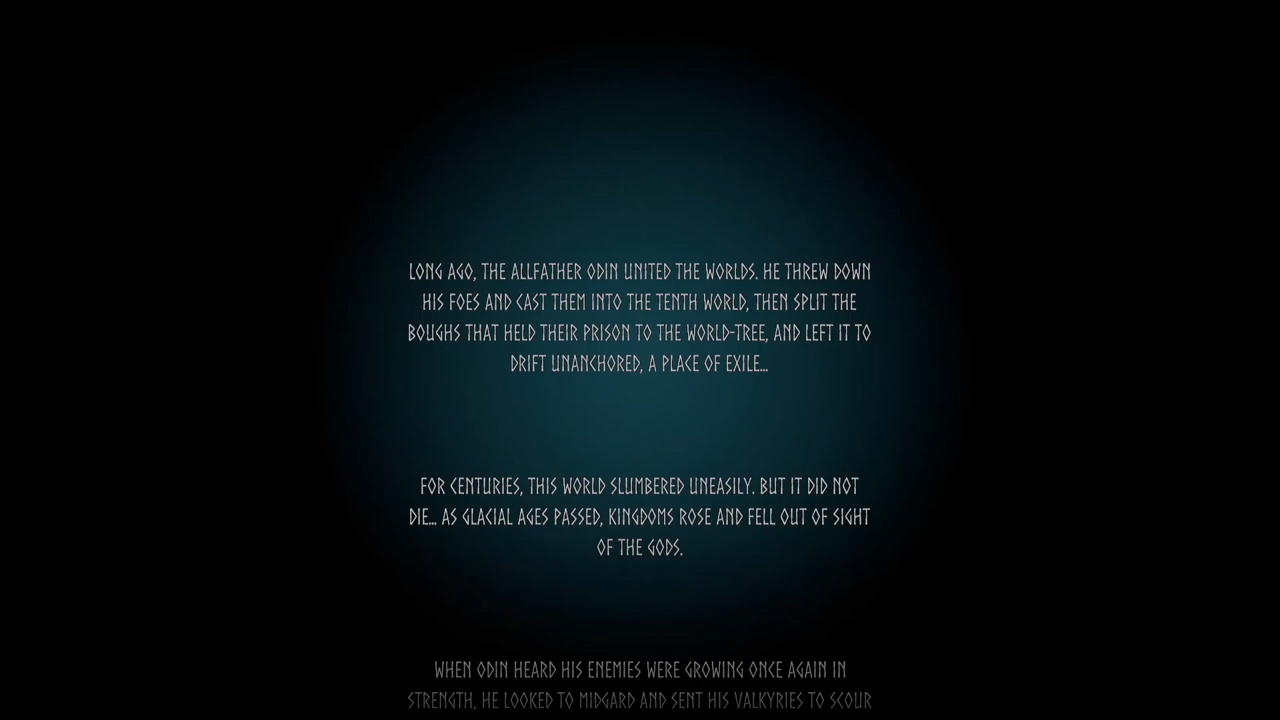 LONG AGO, THE ALLFATHER ODIN UNITED THE WORLDS. HE THREW DOWN
HIS FOES AND CAST THEM INTO THE TENTH WORLD, THEN SPLIT THE
BOUGHS THAT HELD THEIR PRISON TO THE WORLD-TREE, AND LEFT IT TO
DRIFT UNANCHORED, A PLACE OF EXILE...
FOR CENTURIES, THIS WORLD SLUMBERED UNEASILY. BUT IT DID NOT
DIE... AS GLACIAL AGES PASSED, KINGDOMS ROSE AND FELL OUT OF SIGHT
OF THE GODS.
WHEN ODIN HEARD HIS ENEMIES WERE GROWING ONCE AGAIN IN
STRENGTH, HE LOOKED TO MIDGARD AND SENT HIS VALKYRIES TO SCOUR